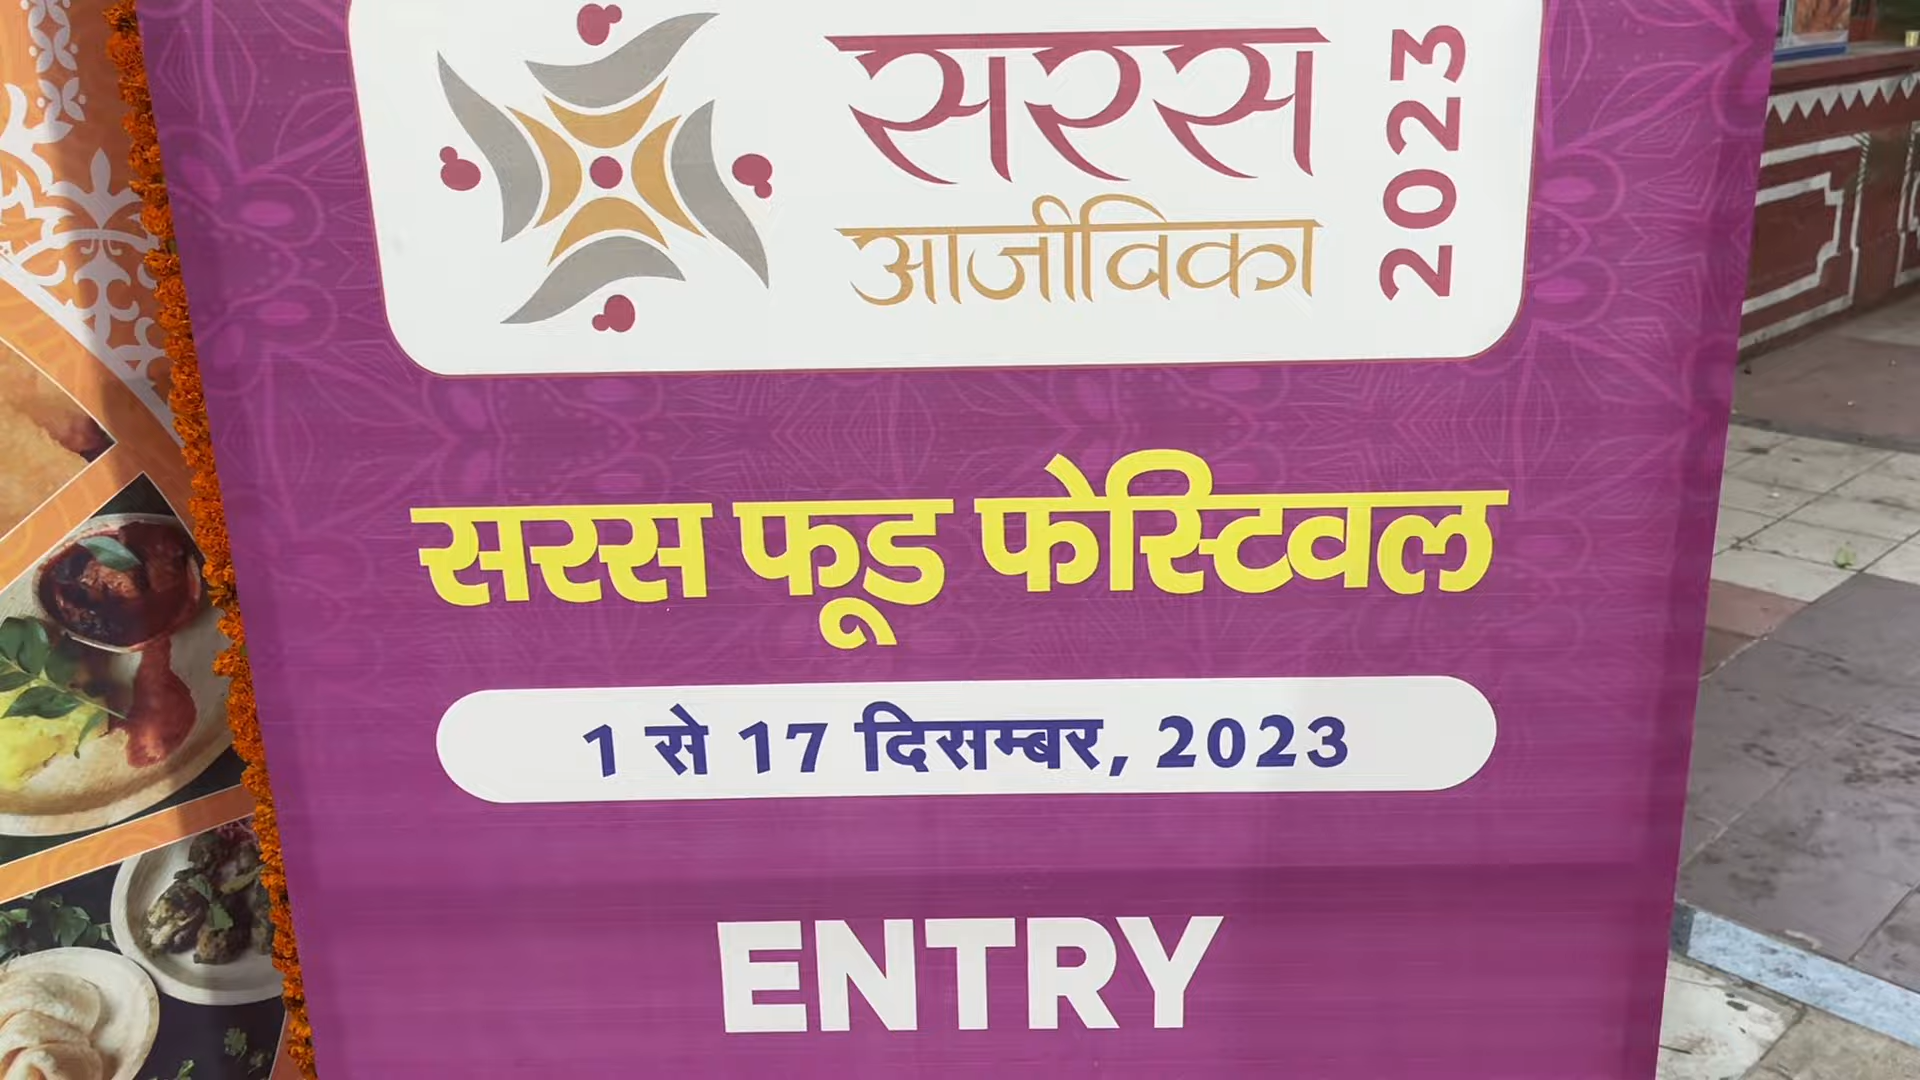 सरस
आजीविका
2023
सरस फूड फेस्टिवल
1 से 17 दिसम्बर, 2023
ENTRY